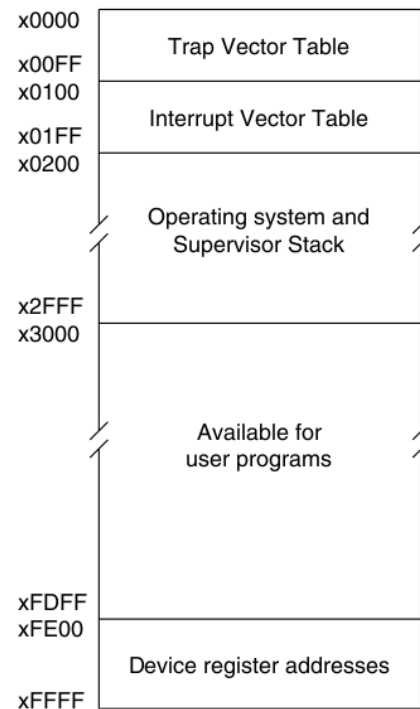 x0000
Trap Vector Table
x00FF
x0100
Interrupt Vector Table
x01FF
x0200
Operating system and
Supervisor Stack
x2FFF
x3000
Available for
user programs
xFDFF
xFE00
Device register addresses
xFFFF